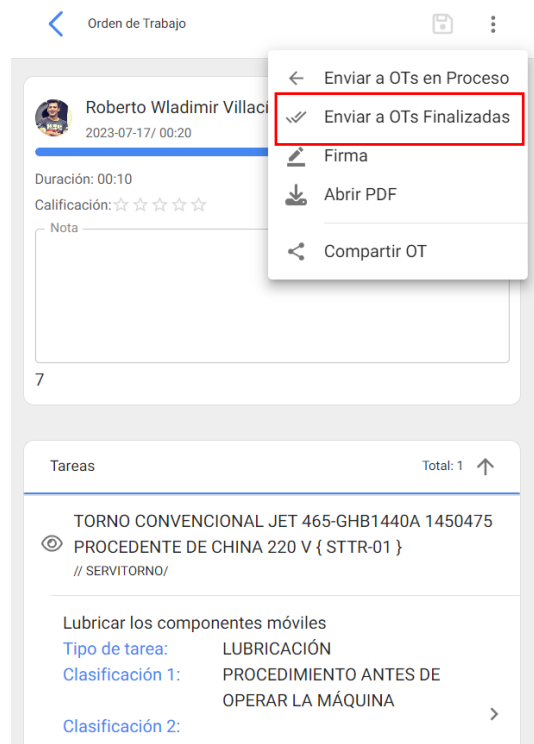 Orden de Trabajo
Enviar a OTs en Proceso
Enviar a OTs Finalizadas
Firma
Abrir PDF
Compartir OT
Roberto Wladimir
2023-07-17/ 00:20
Duración: 00:10
Calificación:
Nota
7
Tareas
Total: 1
TORNO CONVENCIONAL JET 465-GHB1440A 1450475
PROCEDENTE DE CHINA 220 V { STTR-01 }
// SERVITORNO/
Lubricar los componentes móviles
Tipo de tarea: LUBRICACIÓN
Clasificación 1: PROCEDIMIENTO ANTES DE
OPERAR LA MÁQUINA
Clasificación 2: